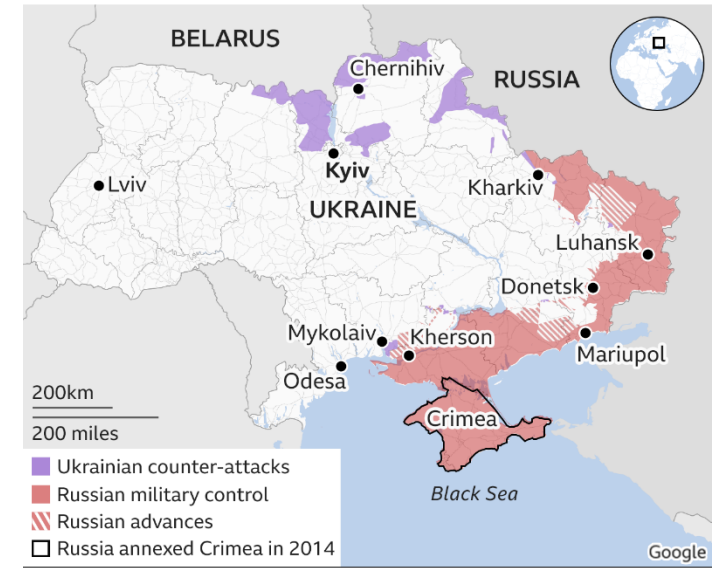 BELARUS
Chernihiv
RUSSIA
Kyiv
Lviv
Kharkiv
UKRAINE
Luhansk
Donetsk
Mykolaiv
Kherson
Mariupol
Odesa
200km
Crimea
200 miles
Ukrainian counter-attacks
Russian military control
Black Sea
Russian advances
Russia annexed Crimea in 2014
Google